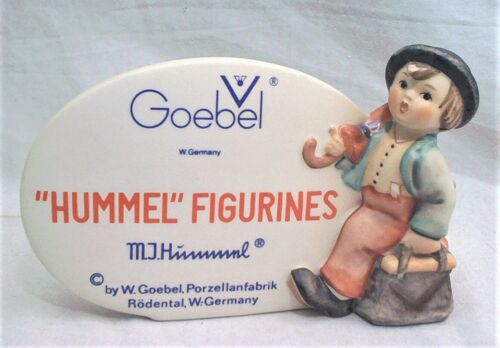 Goebel ®
W. Germany
"HUMMEL" FIGURINES
M.J.Hummel ®
© by W. Goebel, Porzellanfabrik
Rödental, W.-Germany